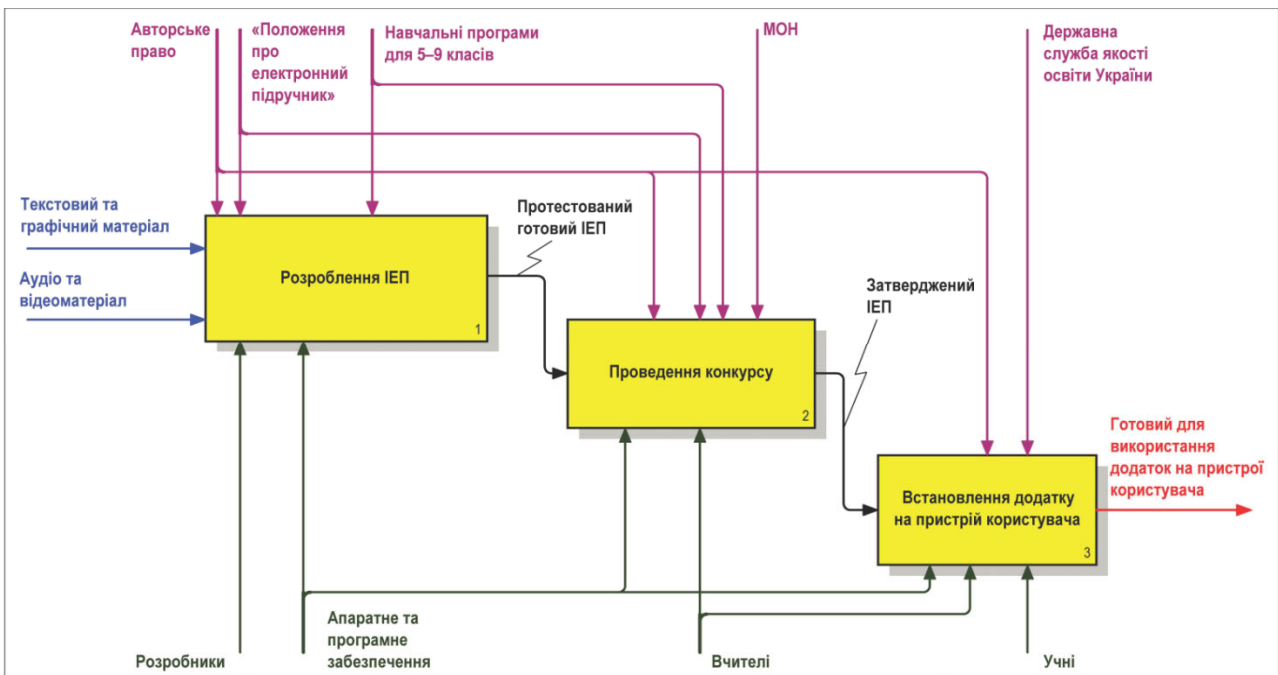 Авторське
право
«Положення
про
електронний
підручник»
Навчальні програми
для 5–9 класів
МОН
Державна
служба якості
освіти України
Текстовий та
графічний матеріал
Аудіо та
відеоматеріал
Розроблення ІЕП
1
Протестований
готовий ІЕП
Проведення конкурсу
2
Затверджений
ІЕП
Встановлення додатку
на пристрій користувача
3
Готовий для
використання
додаток на пристрої
користувача
Розробники
Апаратне та
програмне
забезпечення
Вчителі
Учні